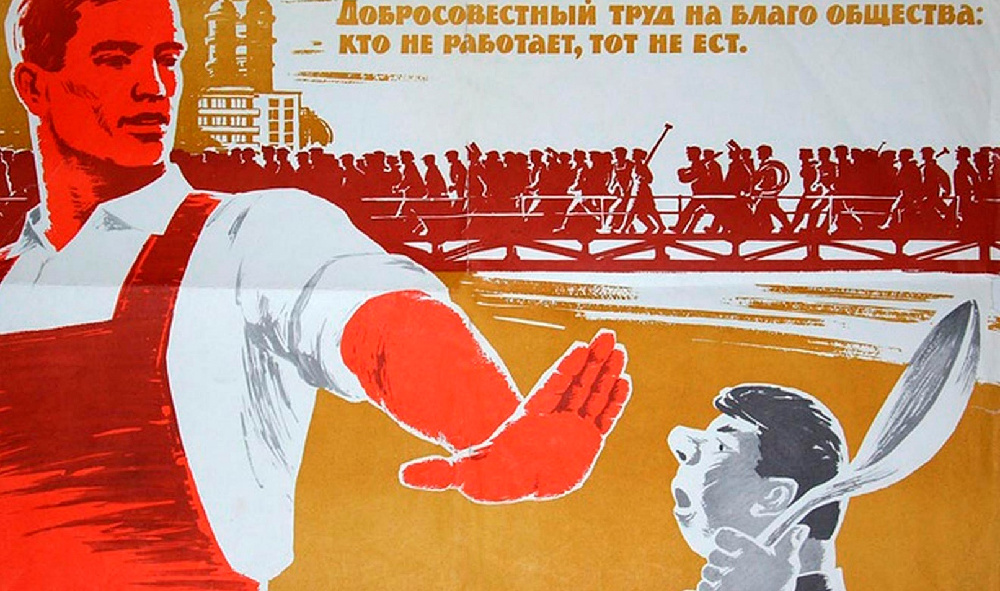 Добросовестный труд на благо общества:
кто не работает, тот не ест.